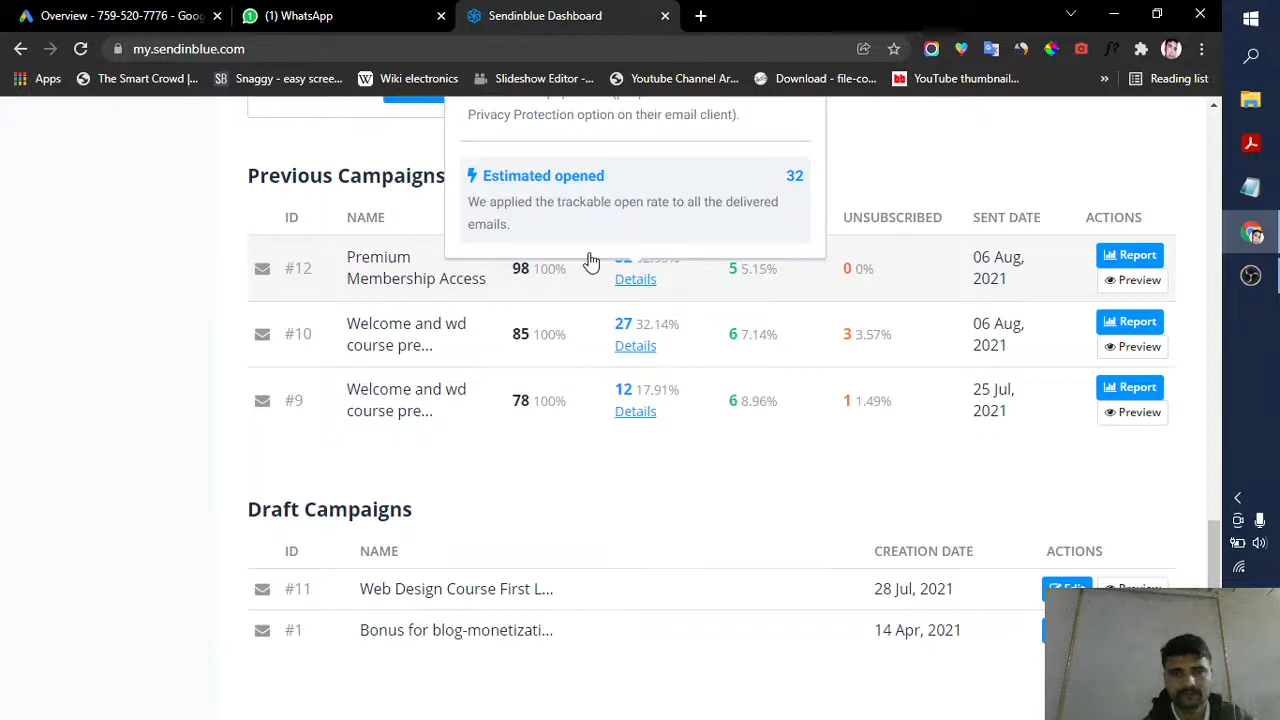 Overview - 759-520-7776 - Goog
(1) WhatsApp
Sendinblue Dashboard
my.sendinblue.com
Apps
The Smart Crowd |...
SB Snaggy - easy scree...
W Wiki electronics
Slideshow Editor -...
Youtube Channel Ar...
Download - file-co...
bb YouTube thumbnail...
»
Reading list
Privacy Protection option on their email client).
Estimated opened 32
We applied the trackable open rate to all the delivered
emails.
Previous Campaigns
ID NAME UNSUBSCRIBED SENT DATE ACTIONS
#12 Premium Membership Access 98 100% Details 5 5.15% 0 0% 06 Aug, 2021 Report Preview
#10 Welcome and wd course pre... 85 100% 27 32.14% Details 6 7.14% 3 3.57% 06 Aug, 2021 Report Preview
#9 Welcome and wd course pre... 78 100% 12 17.91% Details 6 8.96% 1 1.49% 25 Jul, 2021 Report Preview
Draft Campaigns
ID NAME CREATION DATE ACTIONS
#11 Web Design Course First L... 28 Jul, 2021
#1 Bonus for blog-monetizati... 14 Apr, 2021